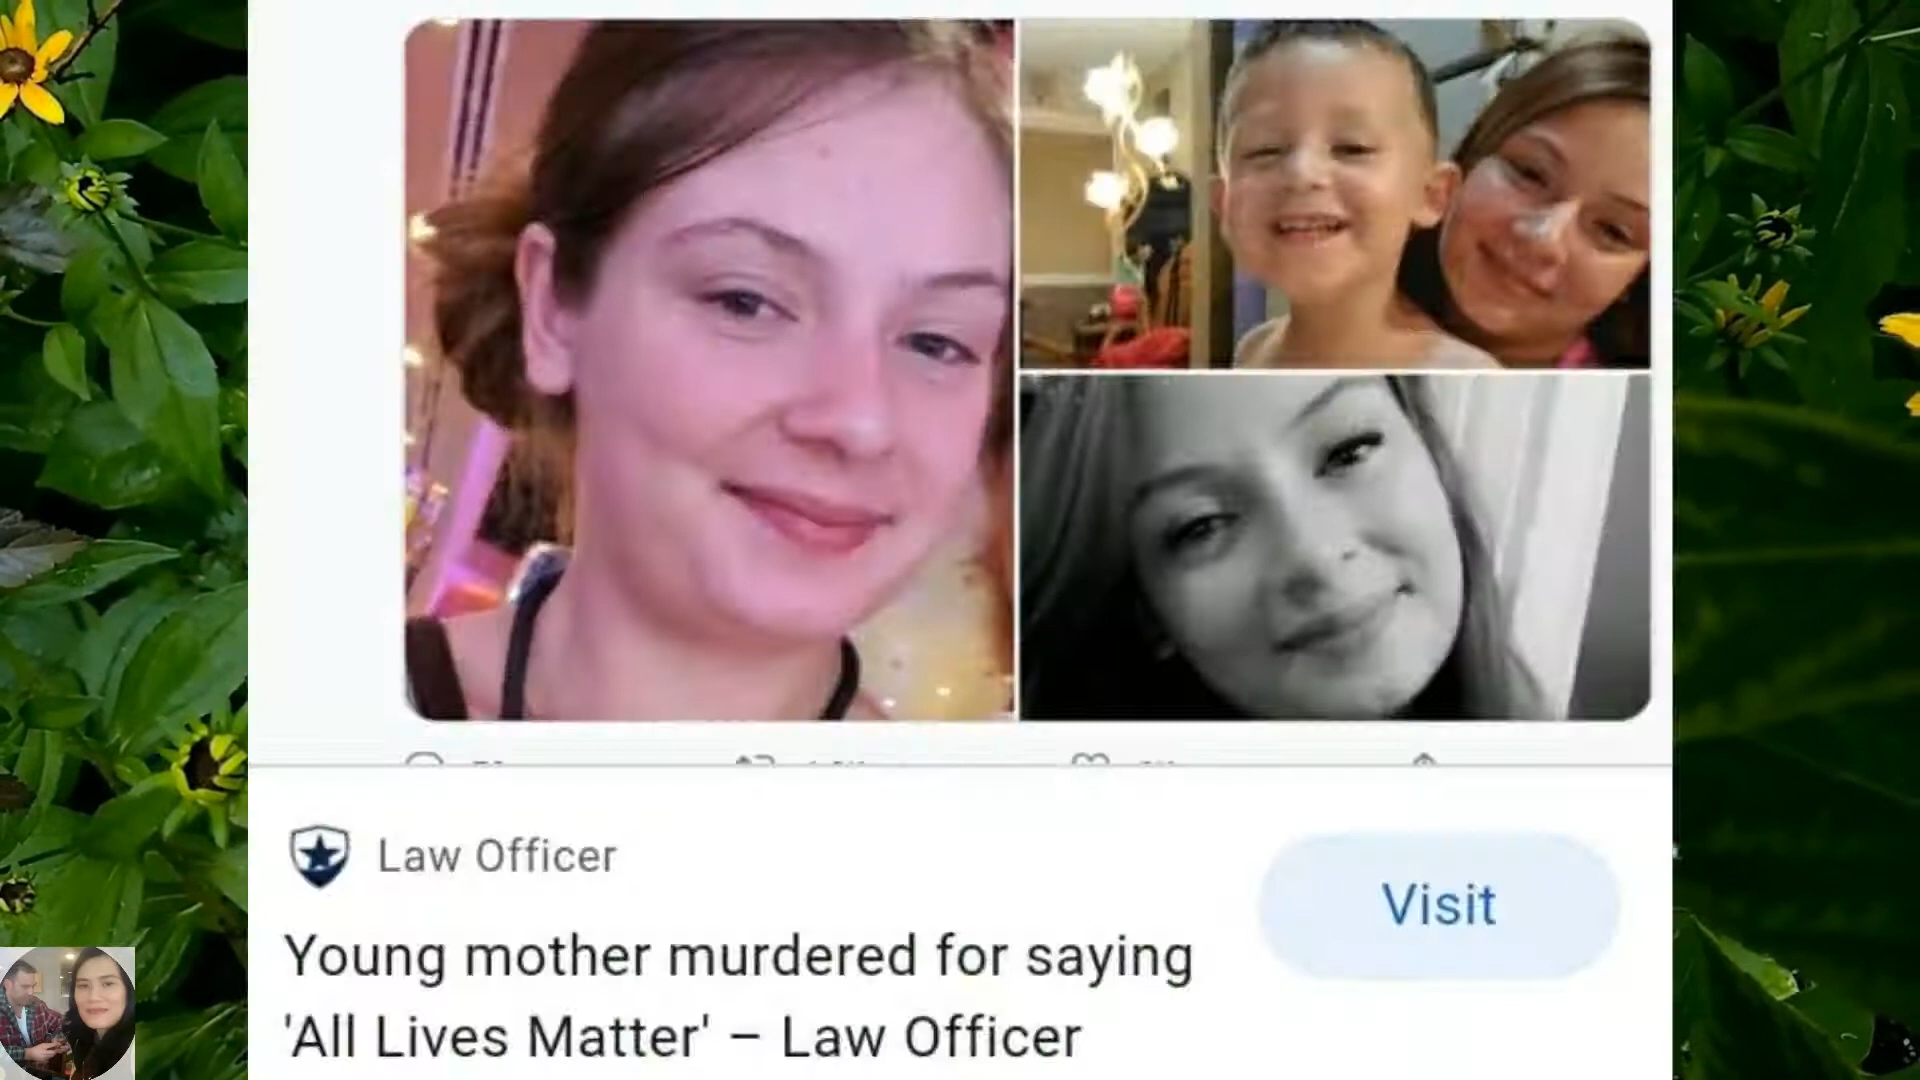 Law Officer
Visit
Young mother murdered for saying
'All Lives Matter' – Law Officer